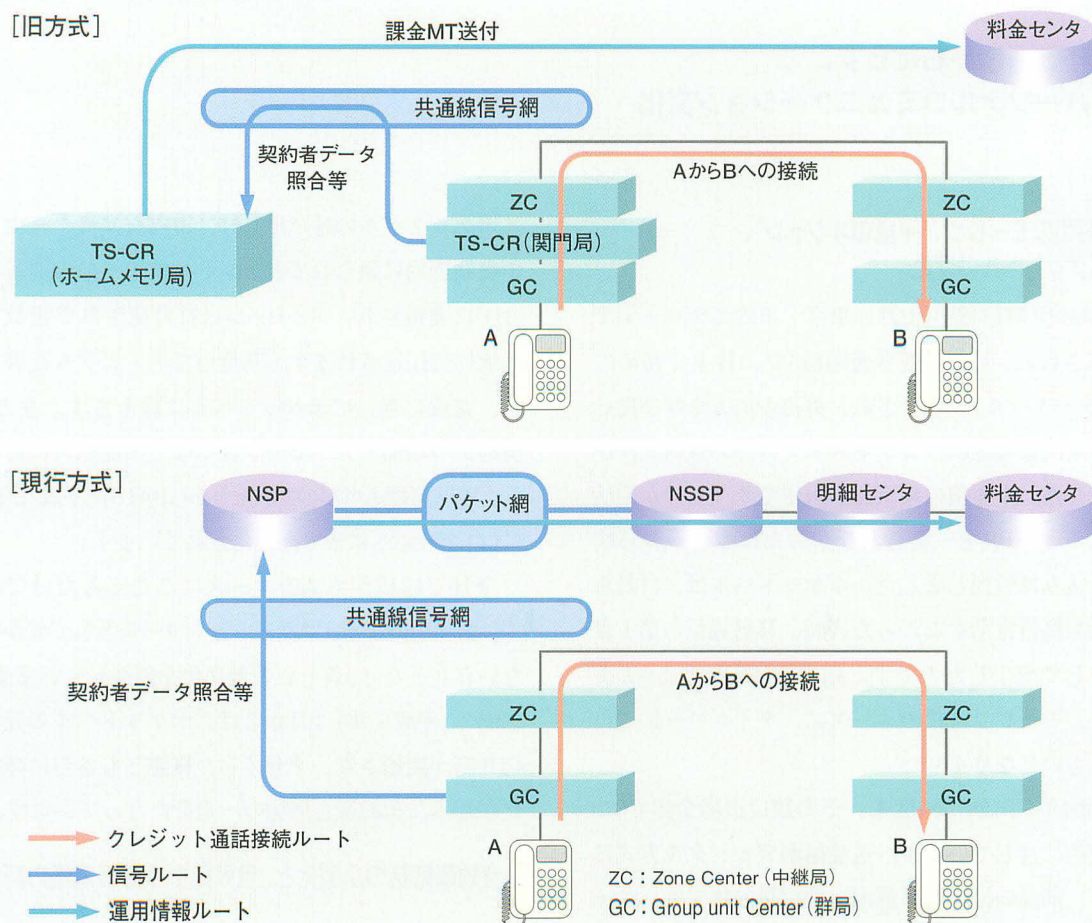 [旧方式]
課金MT送付
料金センタ
共通線信号網
契約者データ
照合等
AからBへの接続
ZC
ZC
TS-CR
(ホームメモリ局)
TS-CR(関門局)
GC
GC
A
B
[現行方式]
NSP
パケット網
NSSP
明細センタ
料金センタ
共通線信号網
契約者データ照合等
AからBへの接続
ZC
ZC
GC
GC
A
B
クレジット通話接続ルート
信号ルート
運用情報ルート
ZC:Zone Center(中継局)
GC:Group unit Center(群局)